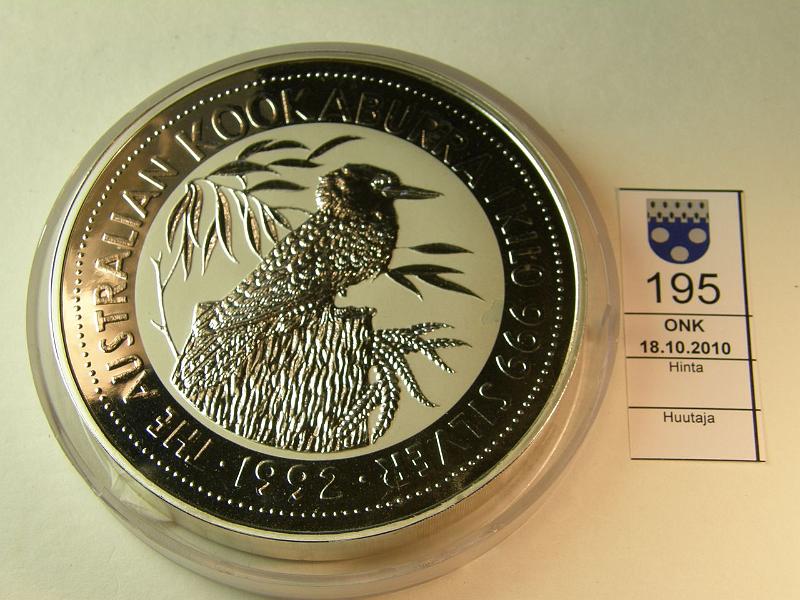 THE AUSTRALIAN KOOKABURRA 1 KILO 999 SILVER · 1992 ·
195
ONK
18.10.2010
Hinta
Huutaja